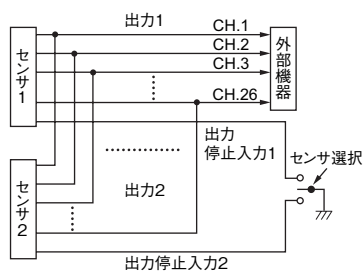 出力1
CH.1
CH.2
CH.3
CH.26
外部機器
センサ1
出力
停止入力1
センサ選択
センサ2
出力2
出力停止入力2